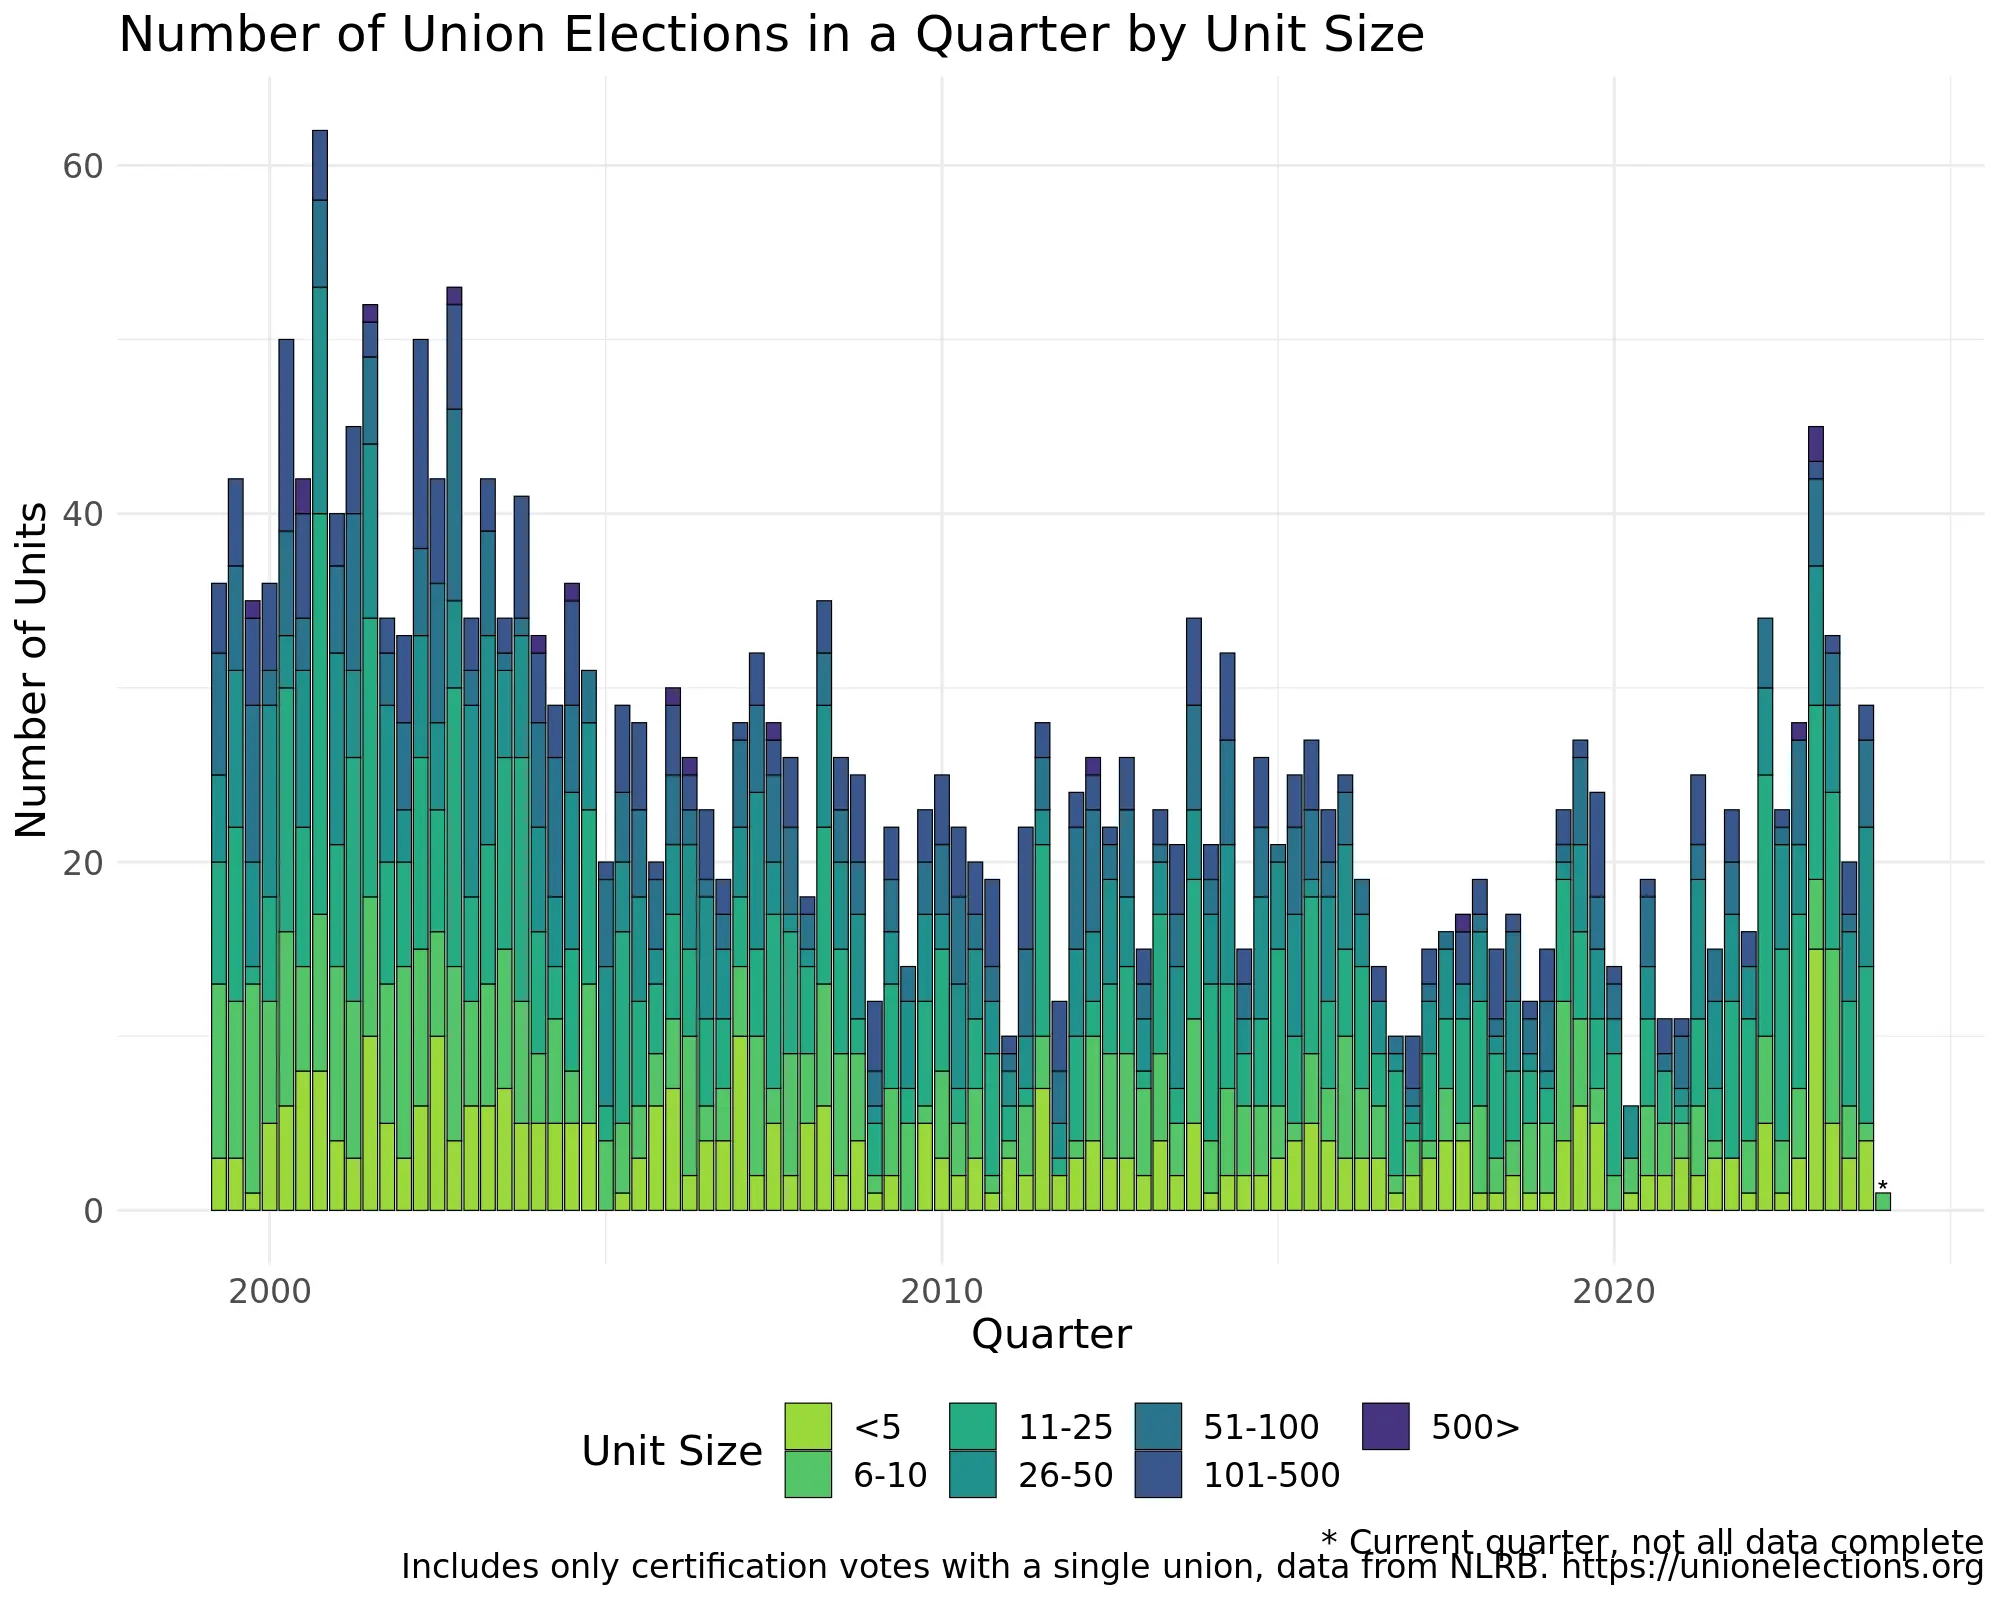 Number of Union Elections in a Quarter by Unit Size
Number of Units
60
40
20
0
*
2000 2010 2020
Quarter
Unit Size
<5 11-25 51-100 500>
6-10 26-50 101-500
* Current quarter, not all data complete
Includes only certification votes with a single union, data from NLRB. https://unionelections.org